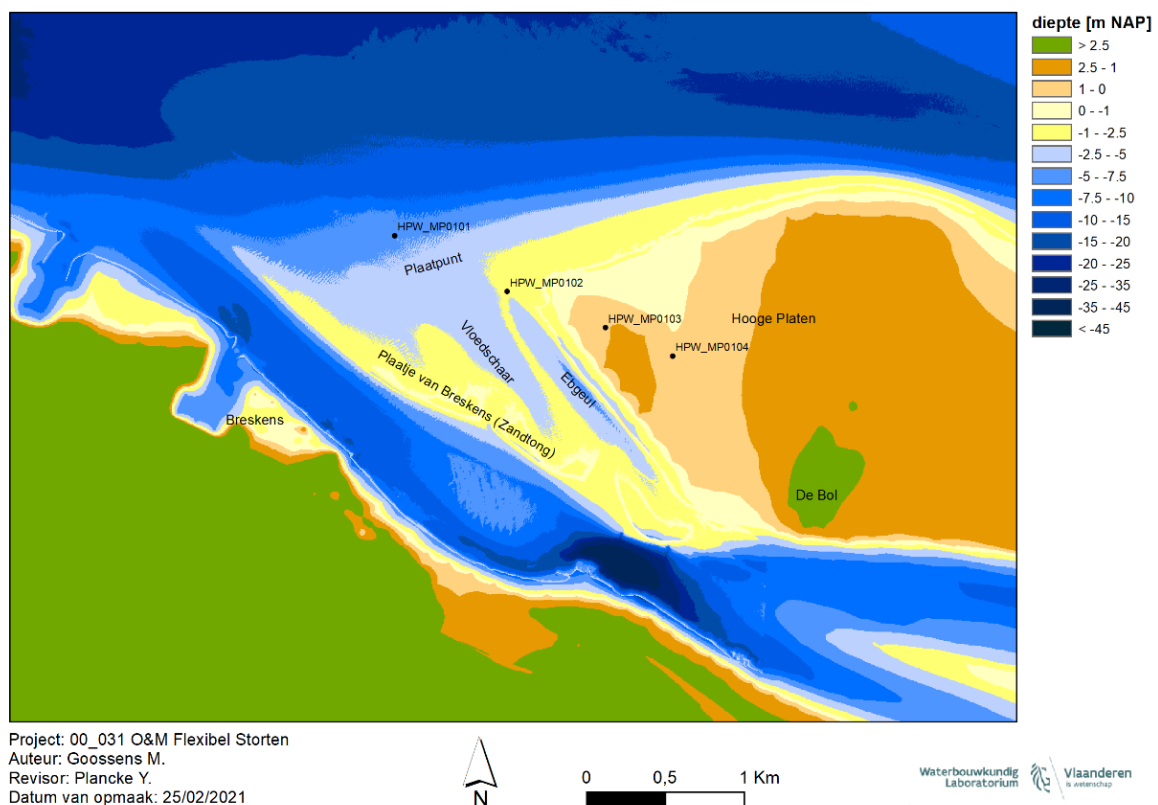 diepte [m NAP]
> 2.5
2.5 - 1
1 - 0
0 - -1
-1 - -2.5
-2.5 - -5
-5 - -7.5
-7.5 - -10
-10 - -15
-15 - -20
-20 - -25
-25 - -35
-35 - -45
< -45
HPW_MP0101
Plaatpunt
HPW_MP0102
HPW_MP0103
Hooge Platen
HPW_MP0104
Vloedschaar
Ebgeul
Plaatje van Breskens (Zandtong)
Breskens
De Bol
Project: 00_031 O&M Flexibel Storten
Auteur: Goossens M.
Revisor: Plancke Y.
Datum van opmaak: 25/02/2021
N
0 0,5 1 Km
Waterbouwkundig
Laboratorium
Vlaanderen
is wetenschap